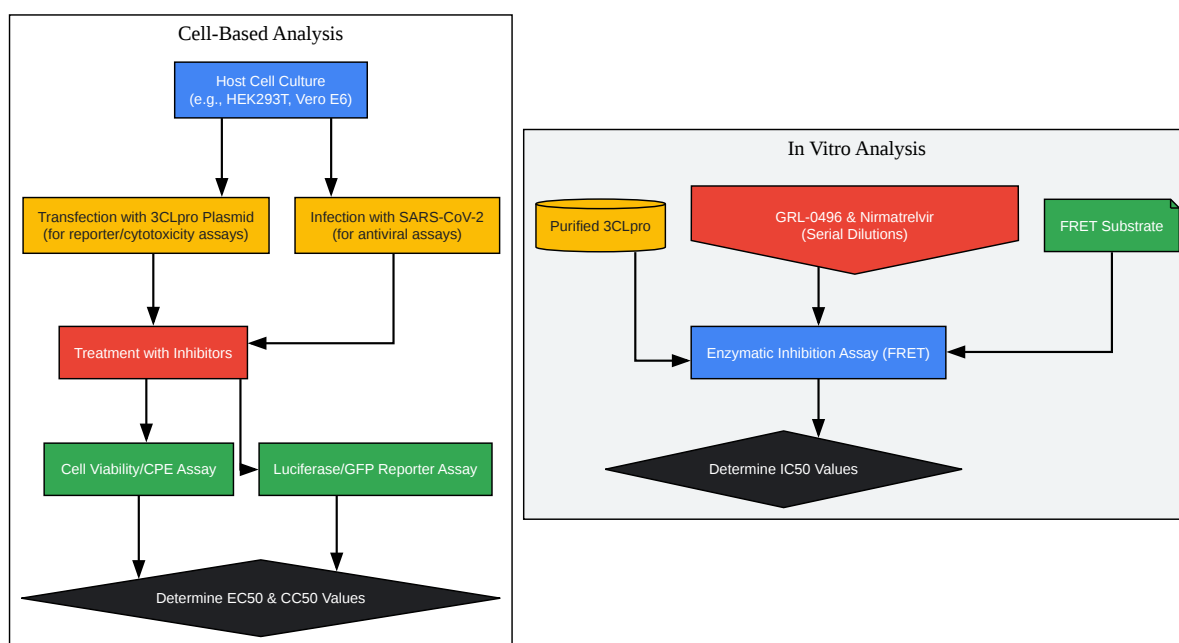 Cell-Based Analysis
Host Cell Culture
(e.g., HEK293T, Vero E6)
Transfection with 3CLpro Plasmid
(for reporter/cytotoxicity assays)
Infection with SARS-CoV-2
(for antiviral assays)
Treatment with Inhibitors
Cell Viability/CPE Assay
Luciferase/GFP Reporter Assay
Determine EC50 & CC50 Values
In Vitro Analysis
Purified 3CLpro
GRL-0496 & Nirmatrelvir
(Serial Dilutions)
FRET Substrate
Enzymatic Inhibition Assay (FRET)
Determine IC50 Values